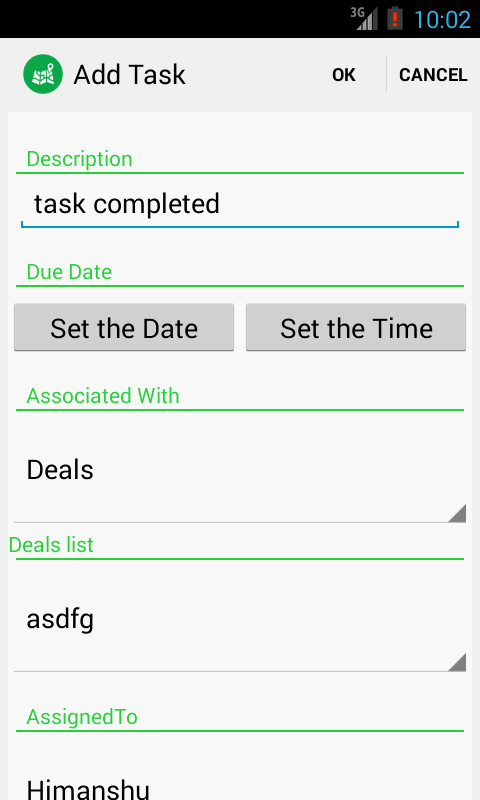 3G 10:02
Add Task OK CANCEL
Description
task completed
Due Date
Set the Date Set the Time
Associated With
Deals
Deals list
asdfg
AssignedTo
Himanshu